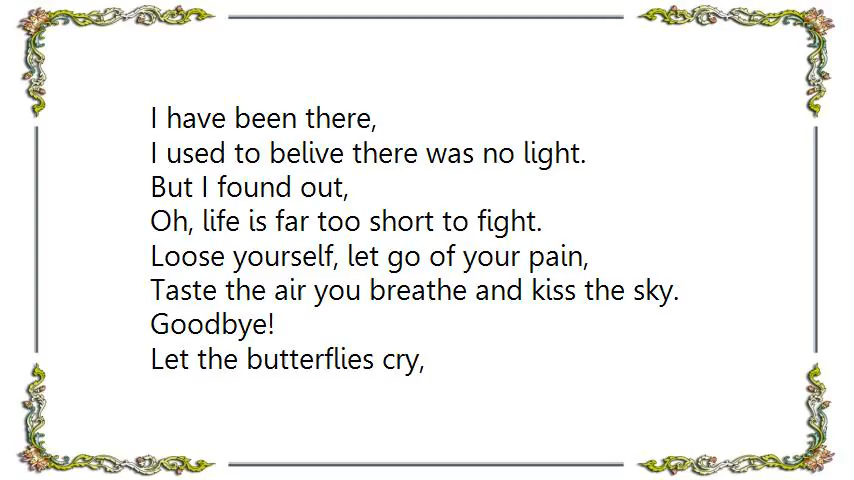 I have been there,
I used to belive there was no light.
But I found out,
Oh, life is far too short to fight.
Loose yourself, let go of your pain,
Taste the air you breathe and kiss the sky.
Goodbye!
Let the butterflies cry,